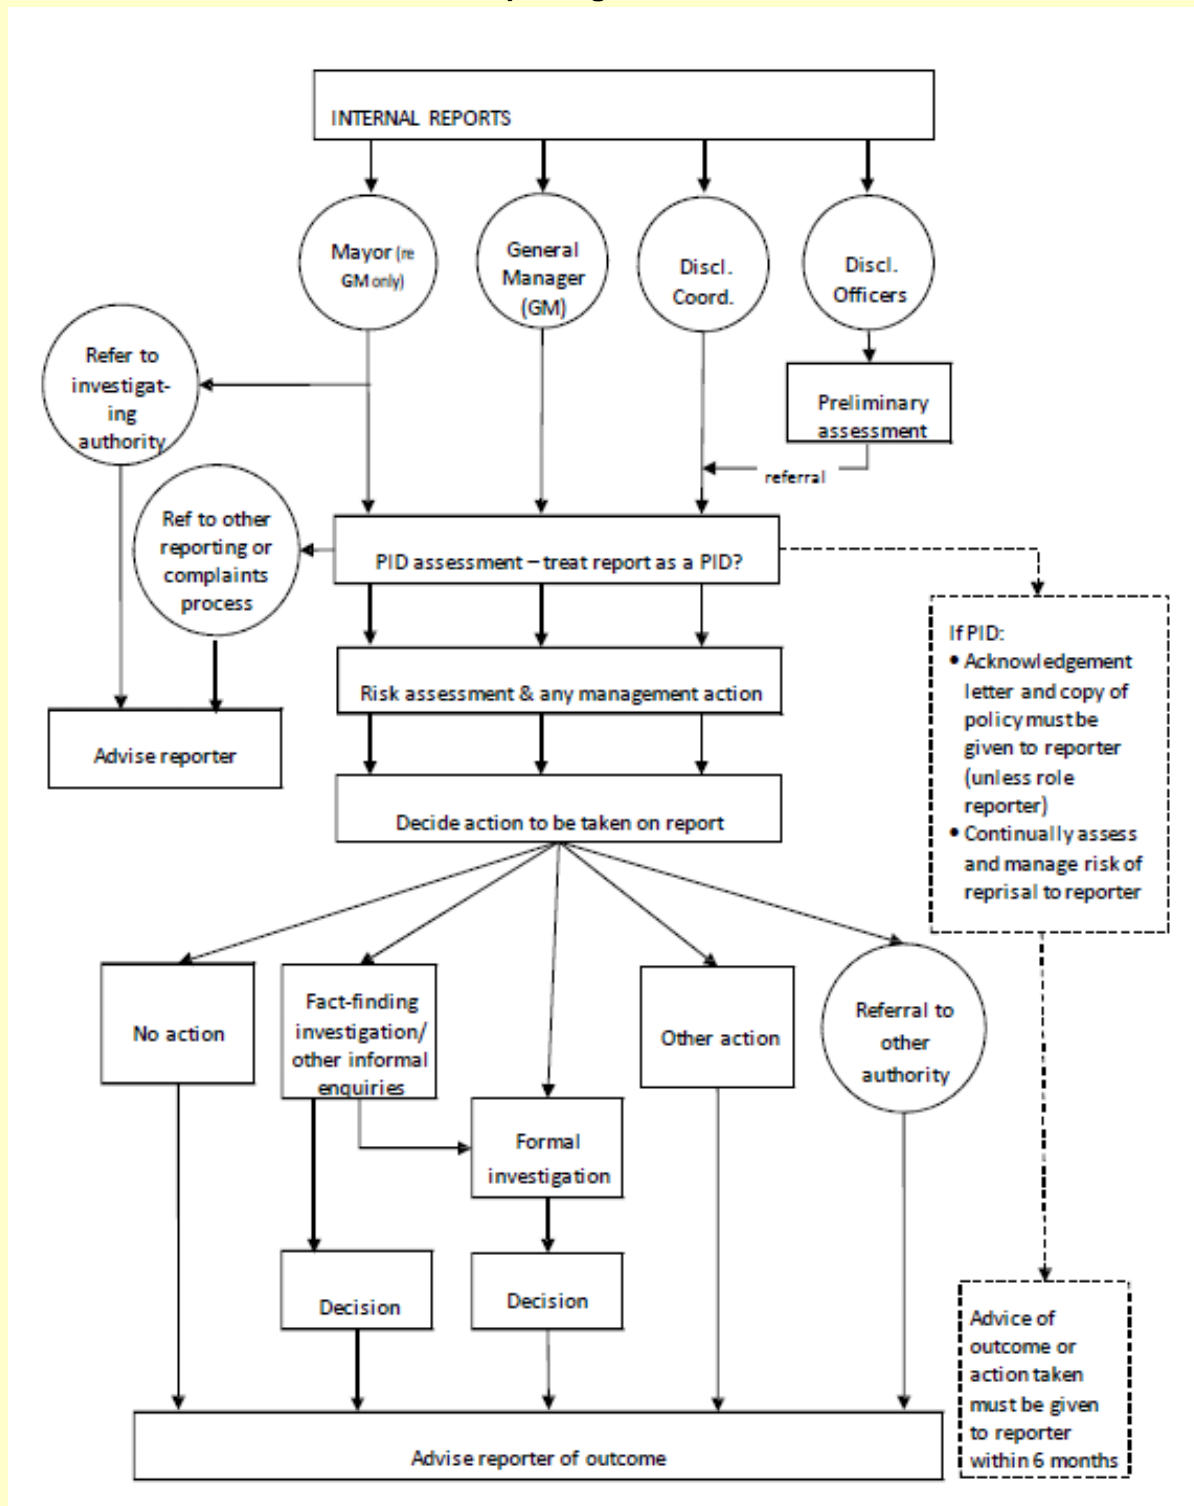 INTERNAL REPORTS
Mayor (re
GM only)
General
Manager
(GM)
Discl.
Coord.
Discl.
Officers
Refer to
investigat-
ing
authority
Preliminary
assessment
referral
Ref to other
reporting or
complaints
process
PID assessment – treat report as a PID?
If PID:
• Acknowledgement
letter and copy of
policy must be
given to reporter
(unless role
reporter)
• Continually assess
and manage risk of
reprisal to reporter
Risk assessment & any management action
Advise reporter
Decide action to be taken on report
No action
Fact-finding
investigation/
other informal
enquiries
Other action
Referral to
other
authority
Formal
investigation
Decision
Decision
Advice of
outcome or
action taken
must be given
to reporter
within 6 months
Advise reporter of outcome